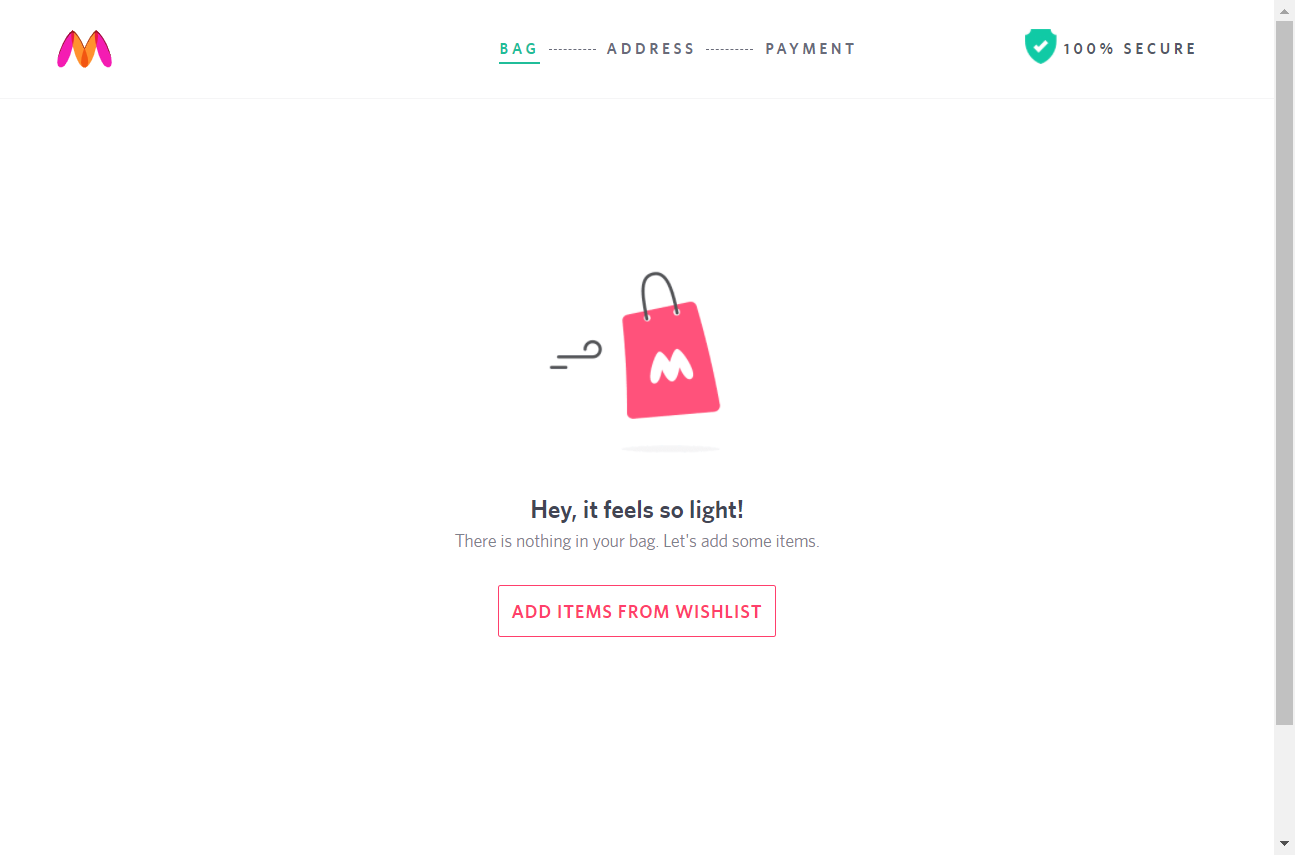 BAG ---------- ADDRESS ---------- PAYMENT
100% SECURE
Hey, it feels so light!
There is nothing in your bag. Let's add some items.
ADD ITEMS FROM WISHLIST